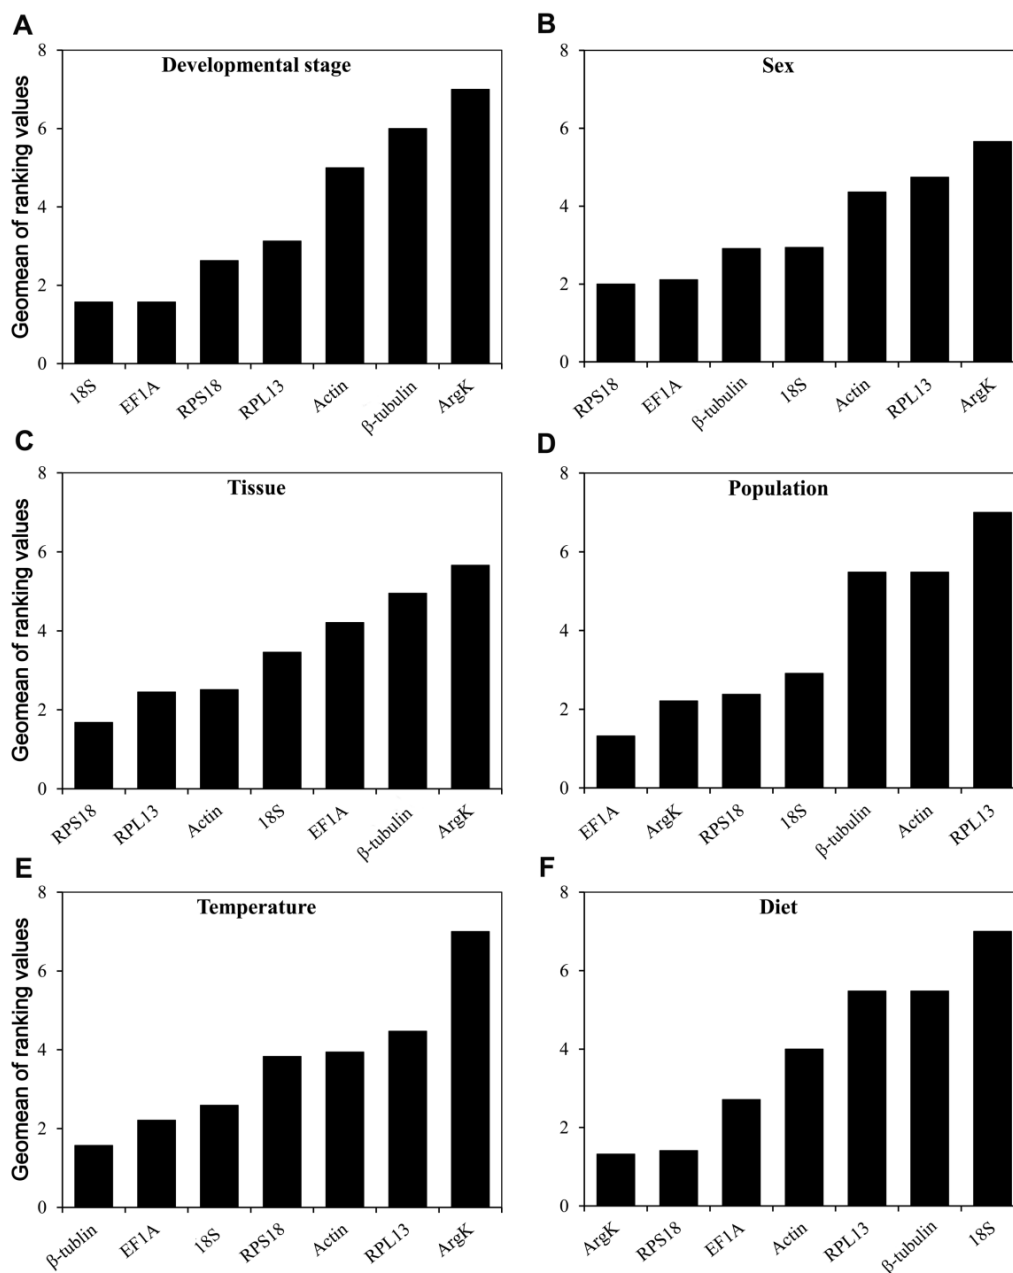 A
Developmental stage
Geomean of ranking values
8
6
4
2
0
18S
EF1A
RPS18
RPL13
Actin
β-tubulin
ArgK
B
Sex
8
6
4
2
0
RPS18
EF1A
β-tubulin
18S
Actin
RPL13
ArgK
C
Tissue
Geomean of ranking values
8
6
4
2
0
RPS18
RPL13
Actin
18S
EF1A
β-tubulin
ArgK
D
Population
8
6
4
2
0
EF1A
ArgK
RPS18
18S
β-tubulin
Actin
RPL13
E
Temperature
Geomean of ranking values
8
6
4
2
0
β-tublin
EF1A
18S
RPS18
Actin
RPL13
ArgK
F
Diet
8
6
4
2
0
ArgK
RPS18
EF1A
Actin
RPL13
β-tubulin
18S